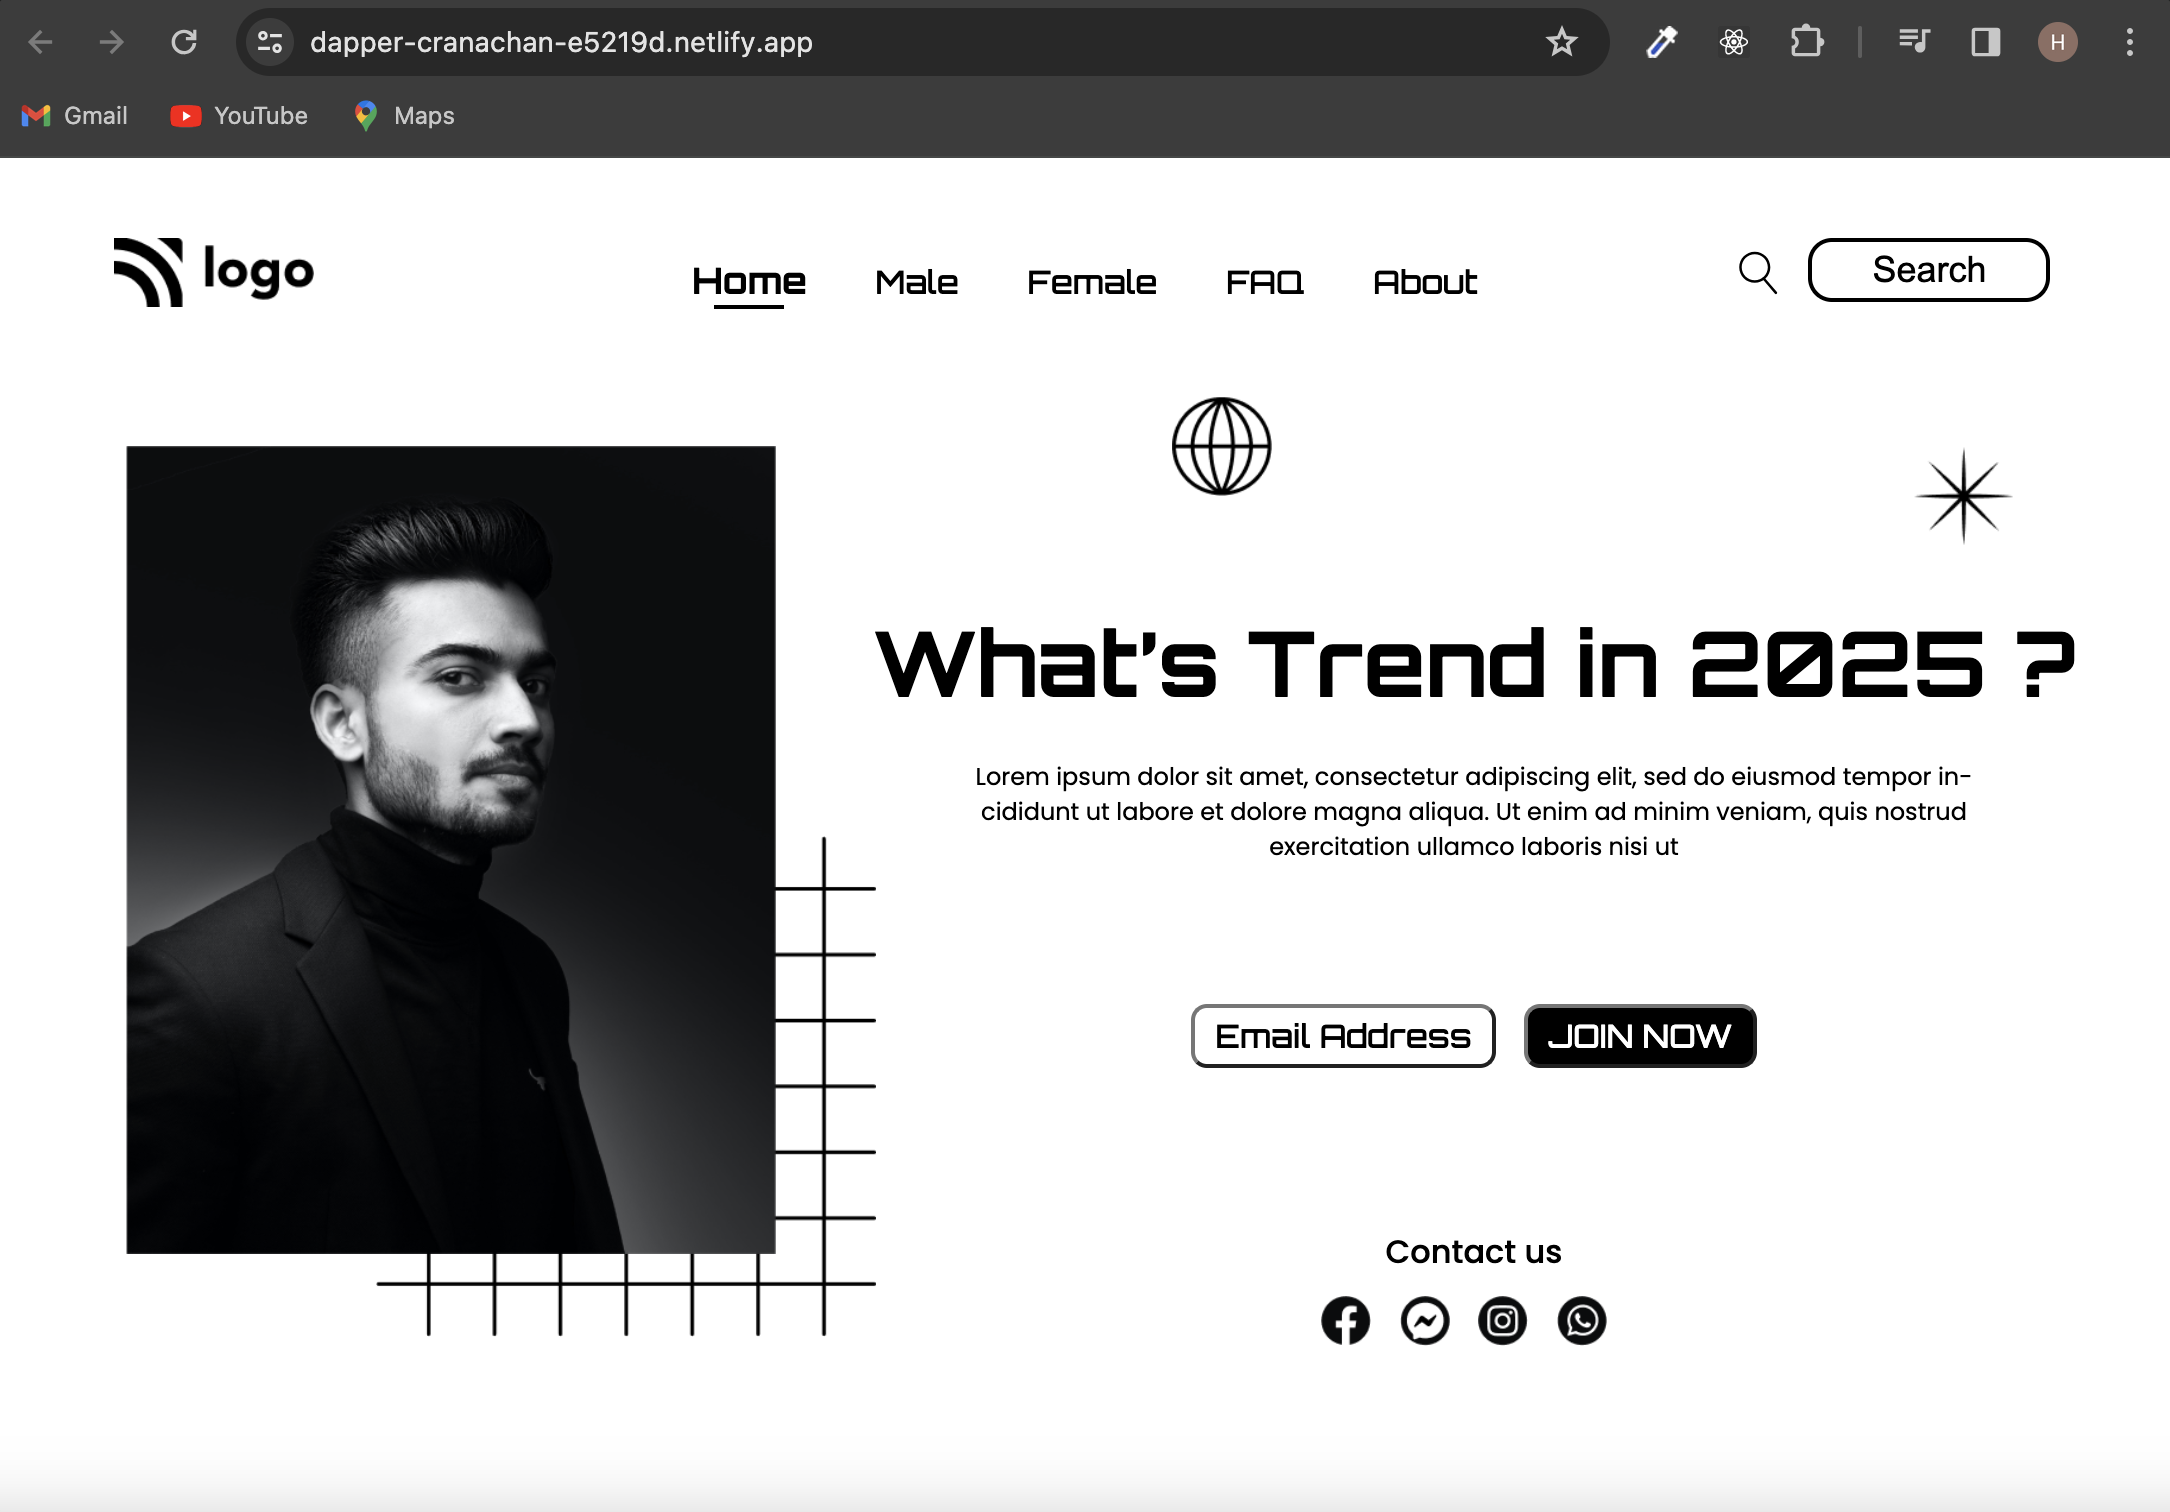 dapper-cranachan-e5219d.netlify.app
H
Gmail YouTube Maps
logo
Home Male Female FAQ About
Search
What's Trend in 2025 ?
Lorem ipsum dolor sit amet, consectetur adipiscing elit, sed do eiusmod tempor in-
cididunt ut labore et dolore magna aliqua. Ut enim ad minim veniam, quis nostrud
exercitation ullamco laboris nisi ut
Email Address JOIN NOW
Contact us